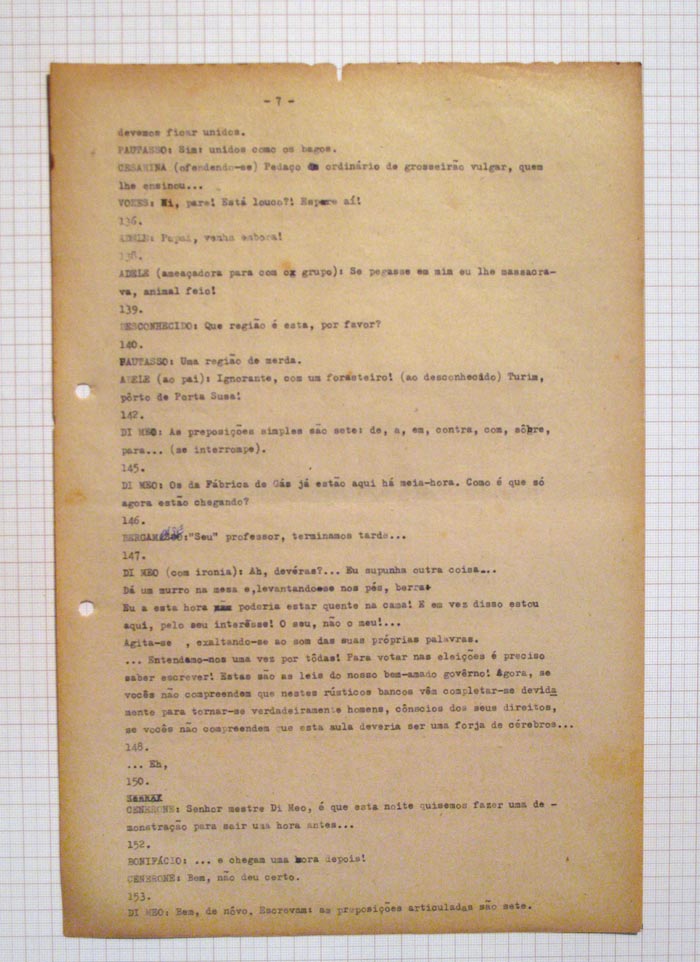 - 7 -
devemos ficar unidos.
PAUTASSO: Sim: unidos como os bagos.
CESARINA (ofendendo-se) Pedaço de ordinário de grosseirão vulgar, quem
lhe ensinou...
VOZES: Ei, pare! Está louco?! Espere aí!
136.
ADELE: Papai, venha embora!
138.
ADELE (ameaçadora para com o grupo): Se pegasse em mim eu lhe massacra-
va, animal feio!
139.
DESCONHECIDO: Que região é esta, por favor?
140.
PAUTASSO: Uma região de merda.
ADELE (ao pai): Ignorante, com um forasteiro! (ao desconhecido) Turim,
pôrto de Porta Susa!
142.
DI MEO: As preposições simples são sete: de, a, em, contra, com, sôbre,
para... (se interrompe).
145.
DI MEO: Os da Fábrica de Gás já estão aqui há meia-hora. Como é que só
agora estão chegando?
146.
BERGAMASCO: "Seu" professor, terminamos tarde...
147.
DI MEO (com ironia): Ah, devéras?... Eu supunha outra coisa...
Dá um murro na mesa e,levantando-se nos pés, berra:
Eu a esta hora poderia estar quente na cama! E em vez disso estou
aqui, pelo seu interêsse! O seu, não o meu!...
Agita-se , exaltando-se ao som das suas próprias palavras.
... Entendamo-nos uma vez por tôdas! Para votar nas eleições é preciso
saber escrever! Estas são as leis do nosso bem-amado govêrno! Agora, se
vocês não compreendem que nestes rústicos bancos vêm completar-se devida
mente para tornar-se verdadeiramente homens, cônscios dos seus direitos,
se vocês não compreendem que esta aula deveria ser uma forja de cérebros...
148.
... Eh,
150.
CENERONE: Senhor mestre Di Meo, é que esta noite quisemos fazer uma de -
monstração para sair uma hora antes...
152.
BONIFÁCIO: ... e chegam uma hora depois!
CENERONE: Bem, não deu certo.
153.
DI MEO: Bem, de nôvo. Escrevam: as preposições articuladas são sete.